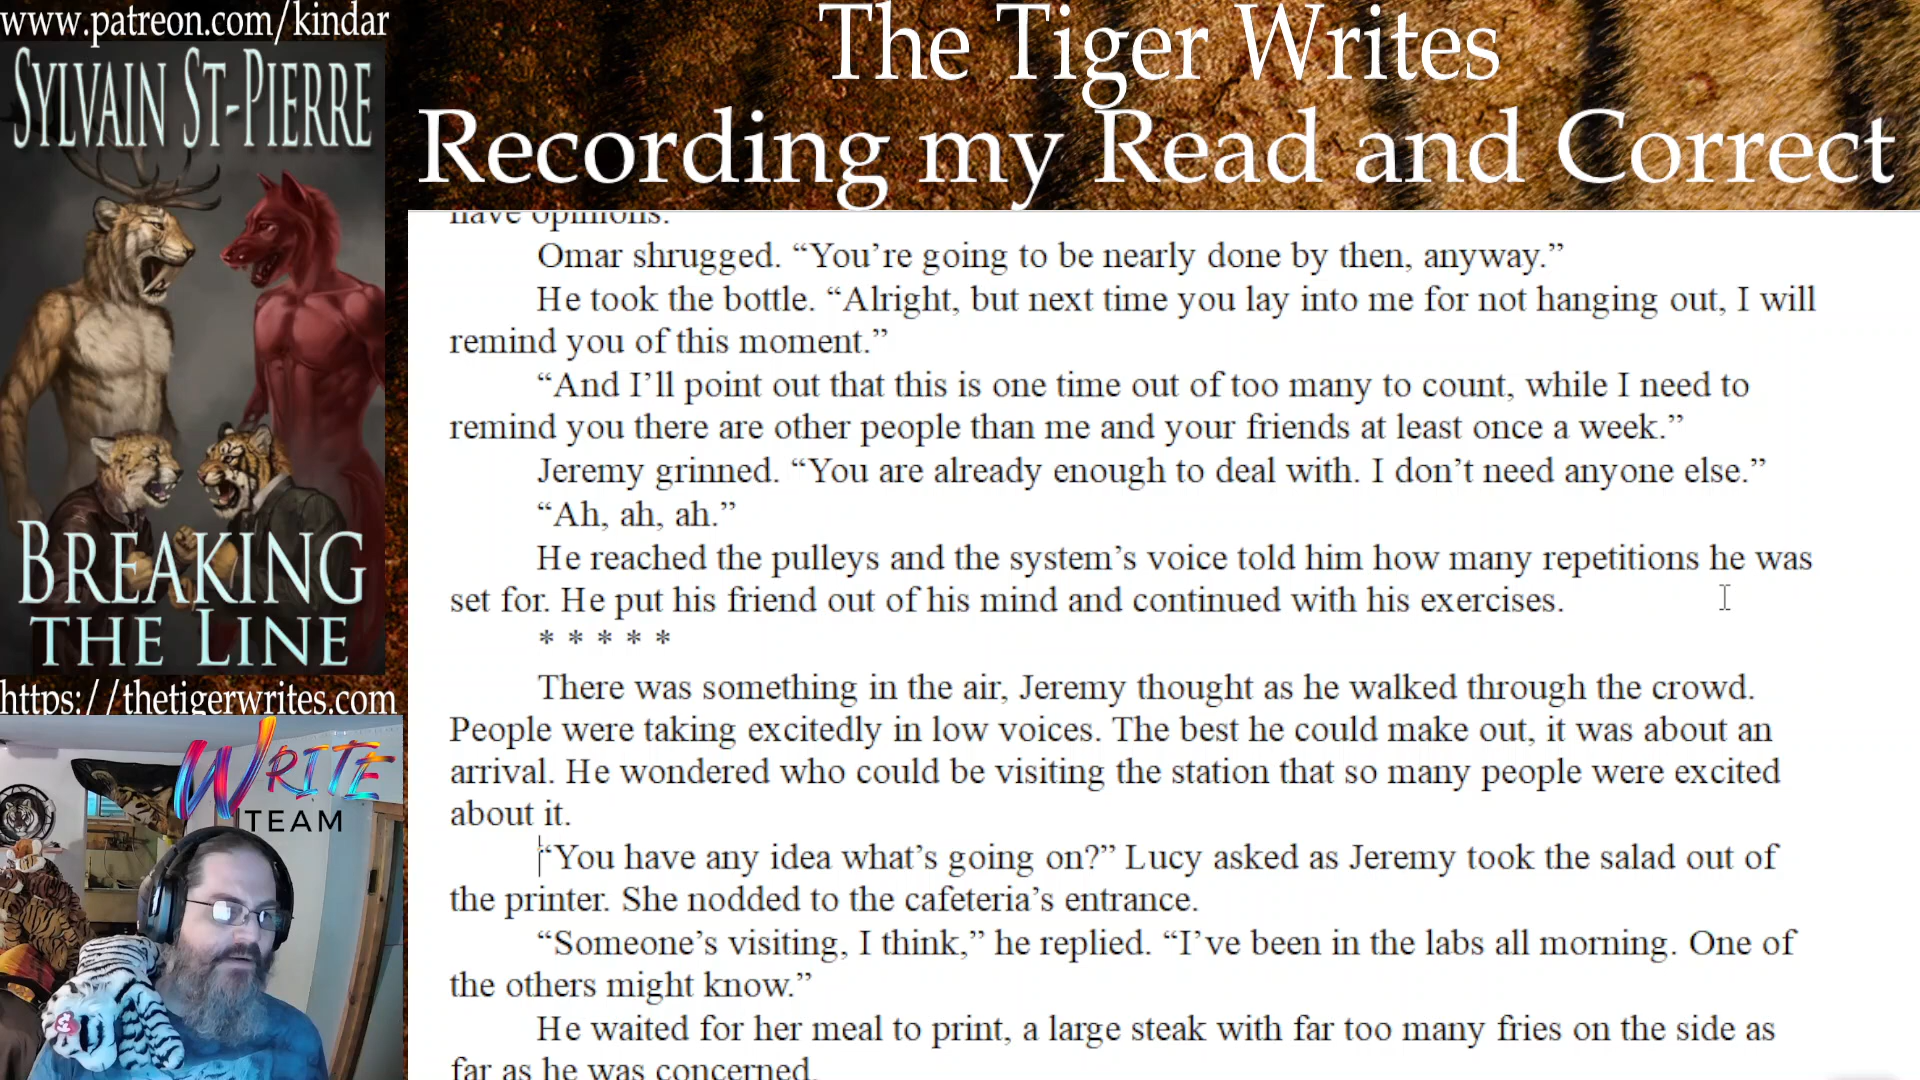 www.patreon.com/kindar
SYLVAIN ST-PIERRE
BREAKING
THE LINE
https://thetigerwrites.com
WRITE
TEAM
The Tiger Writes
Recording my Read and Correct
have opinions.
Omar shrugged. “You’re going to be nearly done by then, anyway.”
He took the bottle. “Alright, but next time you lay into me for not hanging out, I will
remind you of this moment.”
“And I’ll point out that this is one time out of too many to count, while I need to
remind you there are other people than me and your friends at least once a week.”
Jeremy grinned. “You are already enough to deal with. I don’t need anyone else.”
“Ah, ah, ah.”
He reached the pulleys and the system’s voice told him how many repetitions he was
set for. He put his friend out of his mind and continued with his exercises.
* * * * *
There was something in the air, Jeremy thought as he walked through the crowd.
People were taking excitedly in low voices. The best he could make out, it was about an
arrival. He wondered who could be visiting the station that so many people were excited
about it.
“You have any idea what’s going on?” Lucy asked as Jeremy took the salad out of
the printer. She nodded to the cafeteria’s entrance.
“Someone’s visiting, I think,” he replied. “I’ve been in the labs all morning. One of
the others might know.”
He waited for her meal to print, a large steak with far too many fries on the side as
far as he was concerned.